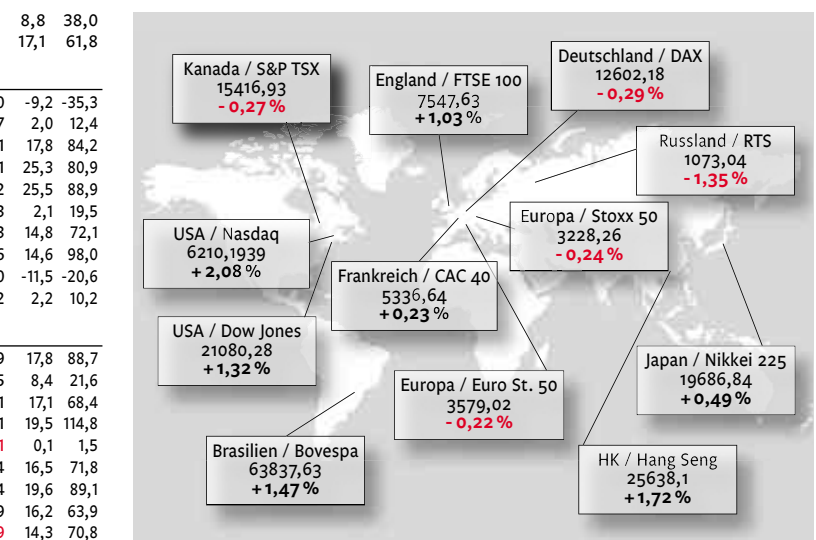 8,8 38,0
17,1 61,8
-9,2 -35,3
2,0 12,4
17,8 84,2
25,3 80,9
25,5 88,9
2,1 19,5
14,8 72,1
14,6 98,0
-11,5 -20,6
2,2 10,2
17,8 88,7
8,4 21,6
17,1 68,4
19,5 114,8
0,1 1,5
16,5 71,8
19,6 89,1
16,2 63,9
14,3 70,8
Kanada / S&P TSX
15416,93
- 0,27 %
England / FTSE 100
7547,63
+ 1,03 %
Deutschland / DAX
12602,18
- 0,29 %
Russland / RTS
1073,04
- 1,35 %
USA / Nasdaq
6210,1939
+ 2,08 %
Europa / Stoxx 50
3228,26
- 0,24 %
Frankreich / CAC 40
5336,64
+ 0,23 %
USA / Dow Jones
21080,28
+ 1,32 %
Europa / Euro St. 50
3579,02
- 0,22 %
Japan / Nikkei 225
19686,84
+ 0,49 %
Brasilien / Bovespa
63837,63
+ 1,47 %
HK / Hang Seng
25638,1
+ 1,72 %